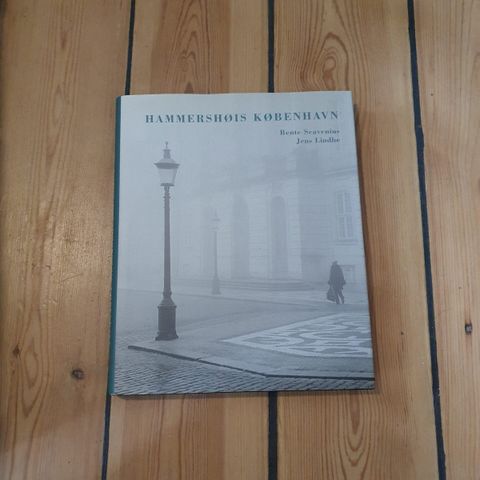 HAMMERSHØIS KØBENHAVN
Bente Scavenius
Jens Lindhe